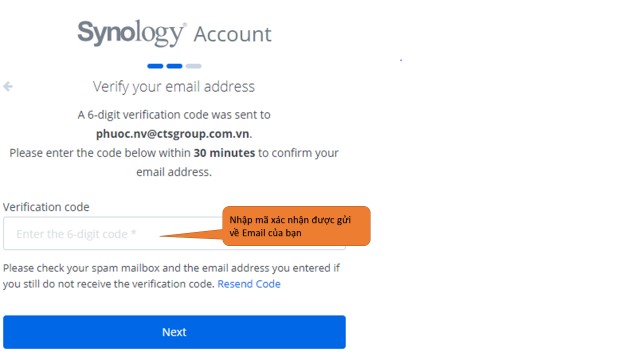 Synology® Account
Verify your email address
A 6-digit verification code was sent to
phuoc.nv@ctsgroup.com.vn.
Please enter the code below within 30 minutes to confirm your
email address.
Verification code
Enter the 6-digit code *
Nhập mã xác nhận được gửi
về Email của bạn
Please check your spam mailbox and the email address you entered if
you still do not receive the verification code. Resend Code
Next